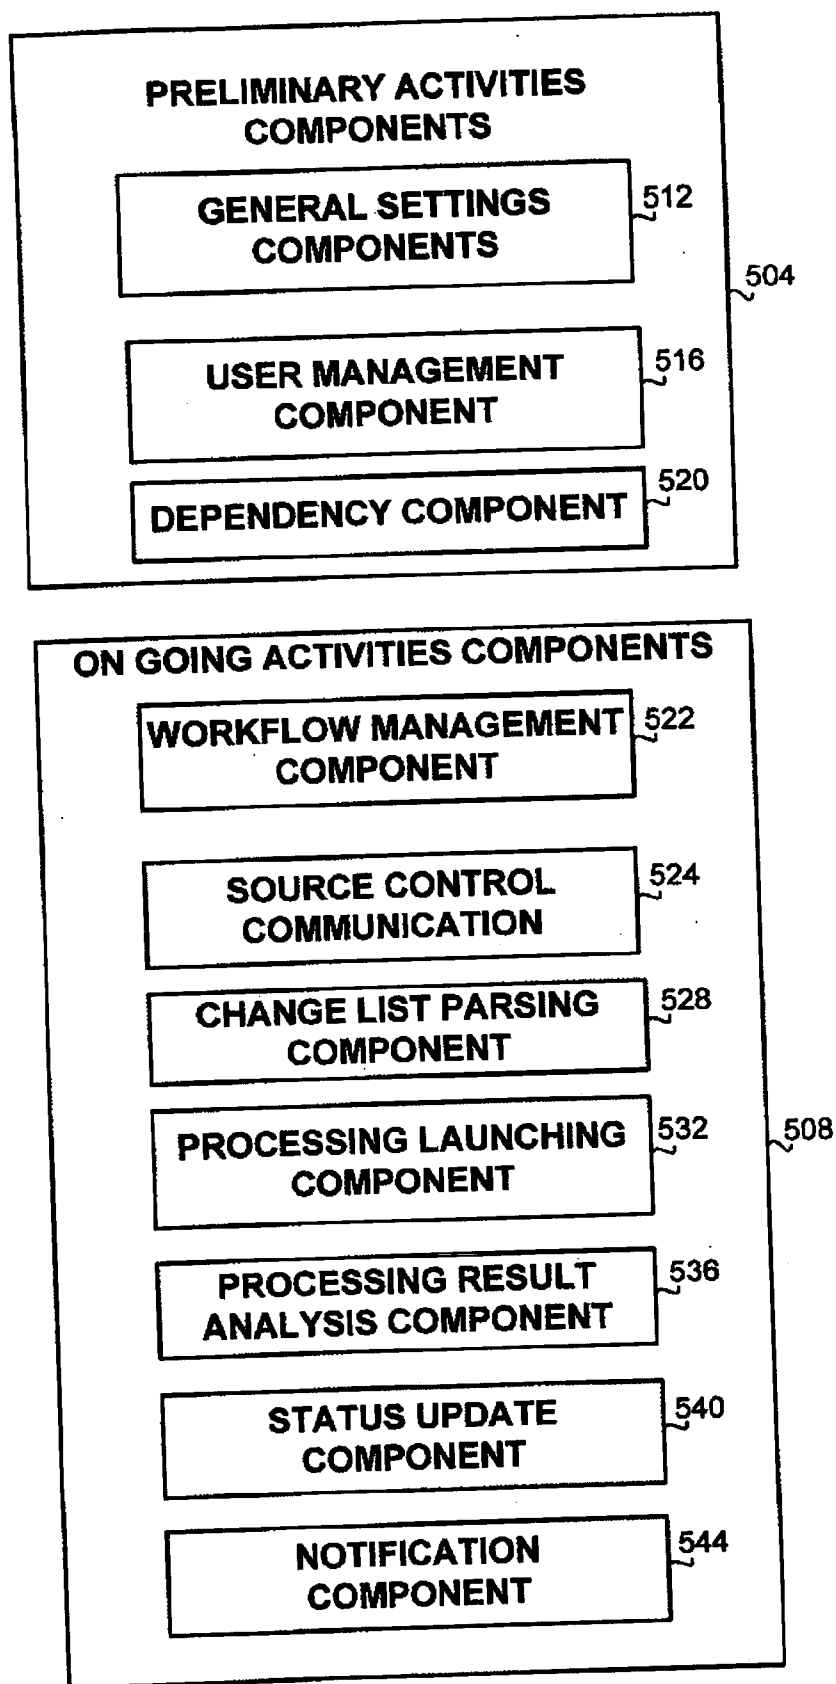 PRELIMINARY ACTIVITIES
COMPONENTS
GENERAL SETTINGS
COMPONENTS
512
504
USER MANAGEMENT
COMPONENT
516
DEPENDENCY COMPONENT
520
ON GOING ACTIVITIES COMPONENTS
WORKFLOW MANAGEMENT
COMPONENT
522
SOURCE CONTROL
COMMUNICATION
524
CHANGE LIST PARSING
COMPONENT
528
PROCESSING LAUNCHING
COMPONENT
532
508
PROCESSING RESULT
ANALYSIS COMPONENT
536
STATUS UPDATE
COMPONENT
540
NOTIFICATION
COMPONENT
544